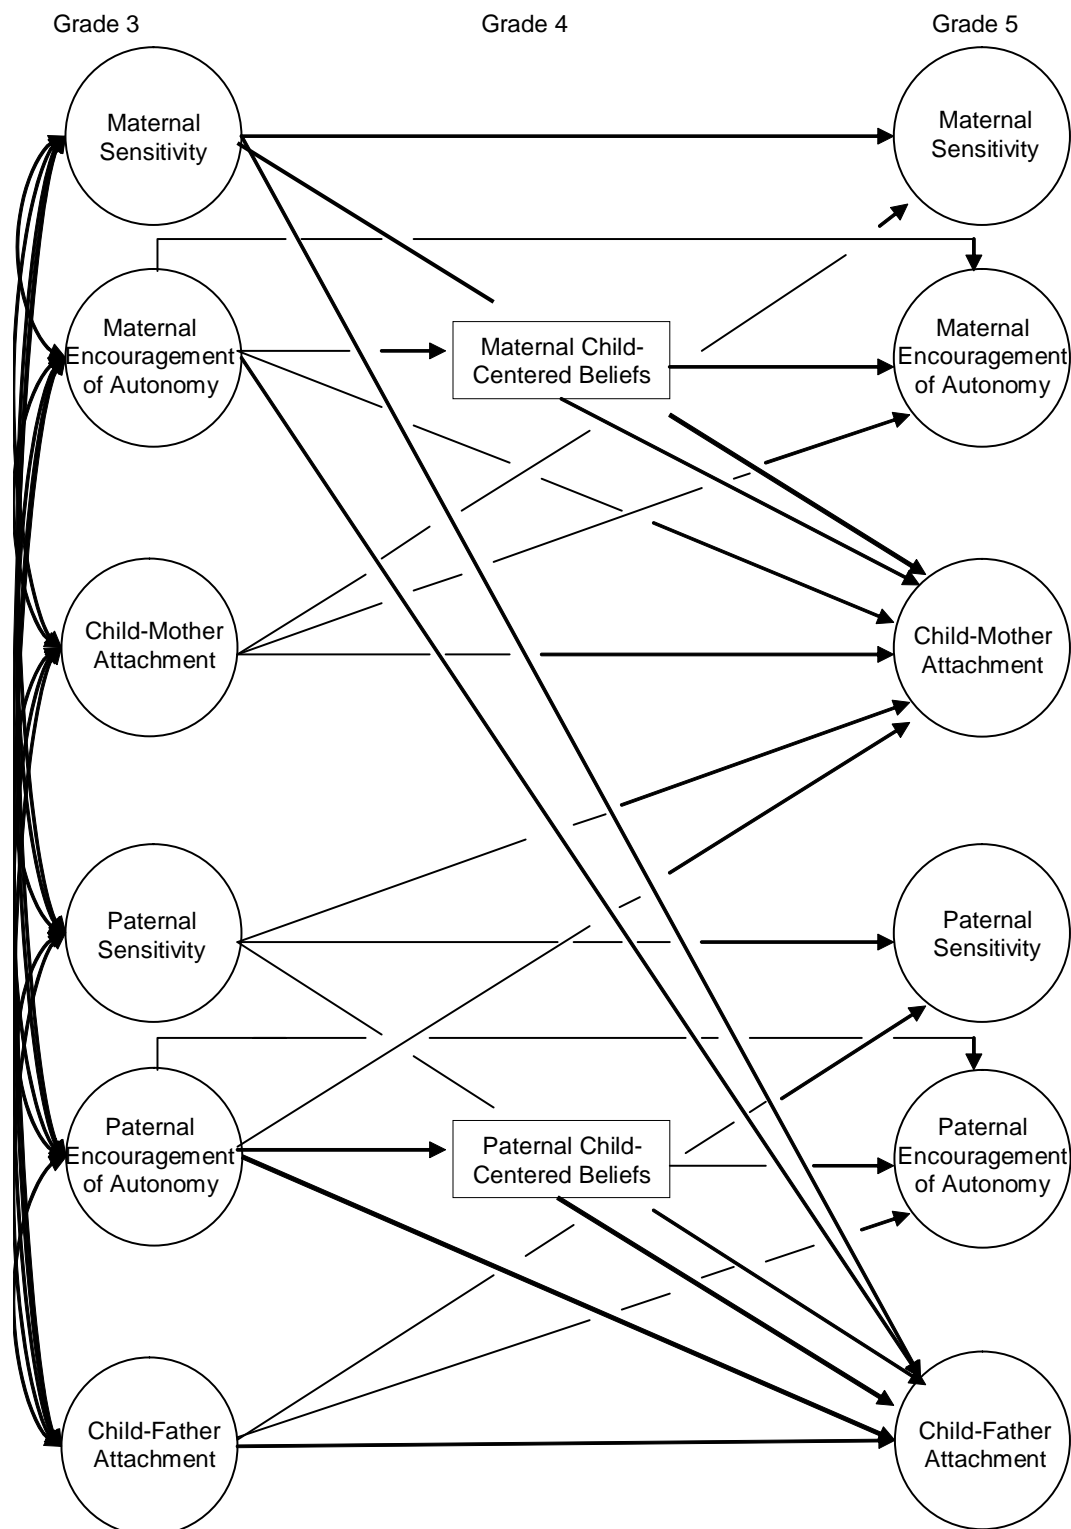 Grade 3
Grade 4
Grade 5
Maternal
Sensitivity
Maternal
Sensitivity
Maternal
Encouragement
of Autonomy
Maternal Child-
Centered Beliefs
Maternal
Encouragement
of Autonomy
Child-Mother
Attachment
Child-Mother
Attachment
Paternal
Sensitivity
Paternal
Sensitivity
Paternal
Encouragement
of Autonomy
Paternal Child-
Centered Beliefs
Paternal
Encouragement
of Autonomy
Child-Father
Attachment
Child-Father
Attachment